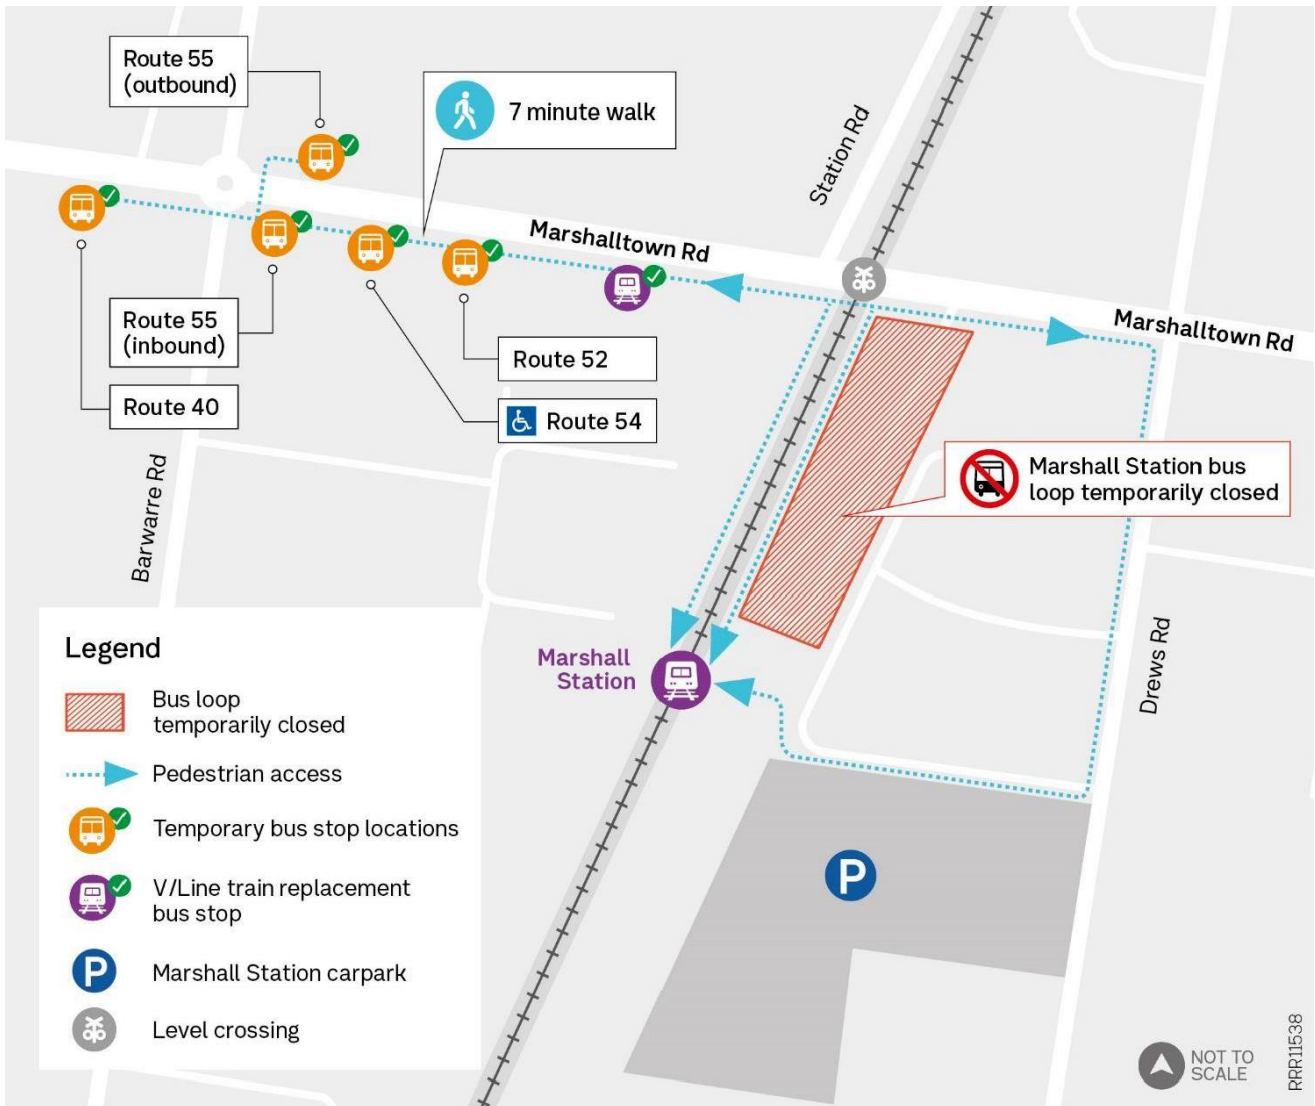 Route 55
(outbound)
7 minute walk
Station Rd
Marshalltown Rd
Marshalltown Rd
Route 55
(inbound)
Route 52
Route 40
Route 54
Marshall Station bus
loop temporarily closed
Barwarre Rd
Drews Rd
Marshall
Station
Legend
Bus loop
temporarily closed
Pedestrian access
Temporary bus stop locations
V/Line train replacement
bus stop
P
Marshall Station carpark
Level crossing
P
NOT TO
SCALE
RRR11538